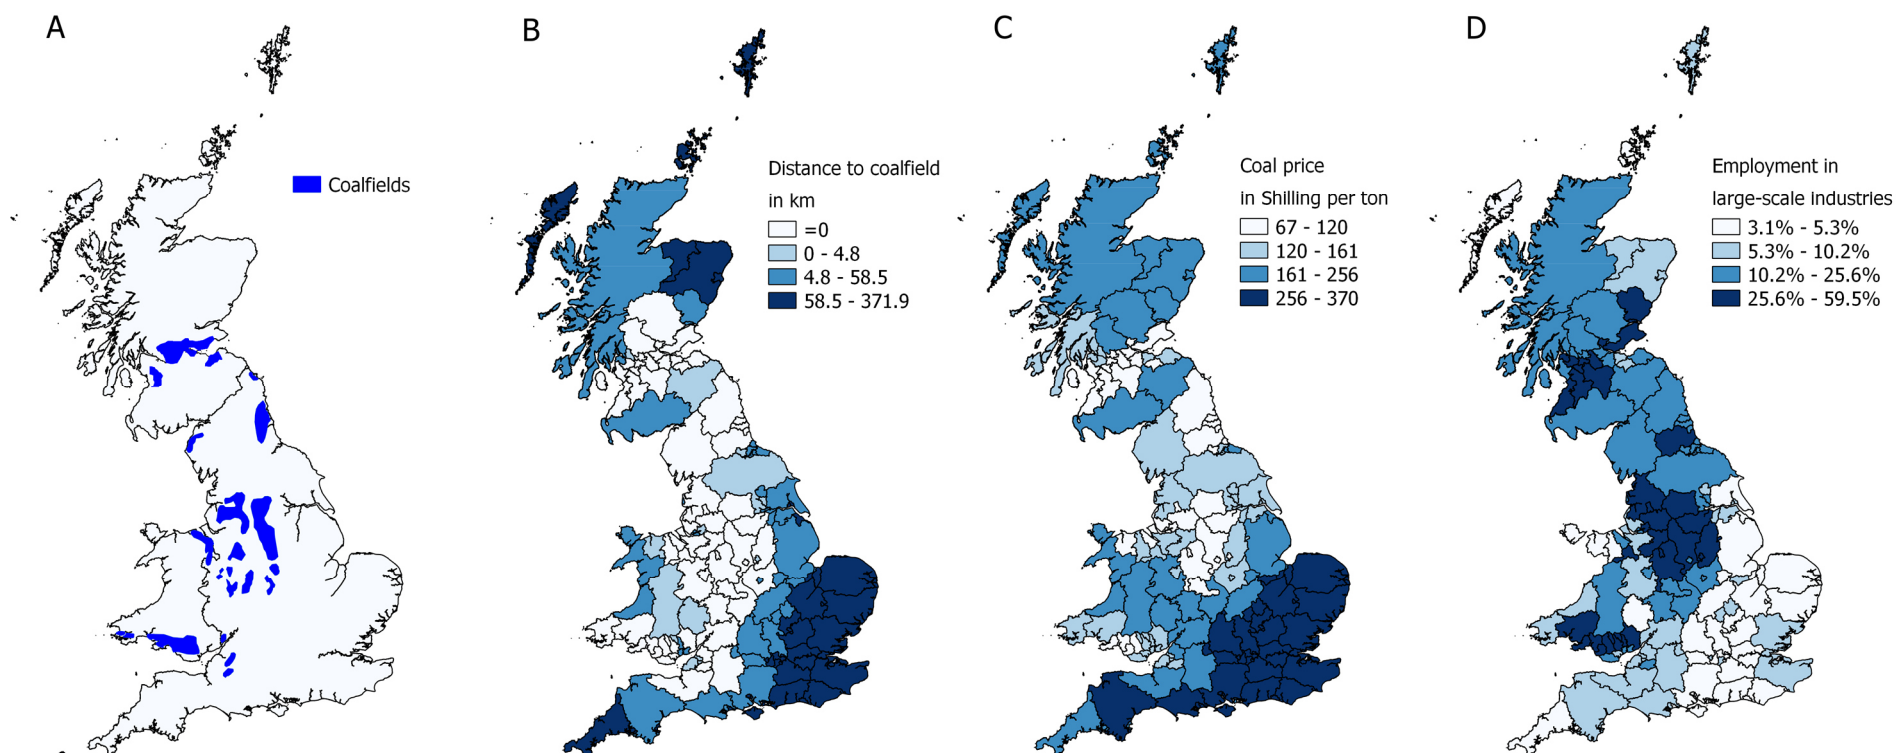 A
Coalfields
B
Distance to coalfield
in km
=0
0 - 4.8
4.8 - 58.5
58.5 - 371.9
C
Coal price
in Shilling per ton
67 - 120
120 - 161
161 - 256
256 - 370
D
Employment in
large-scale industries
3.1% - 5.3%
5.3% - 10.2%
10.2% - 25.6%
25.6% - 59.5%